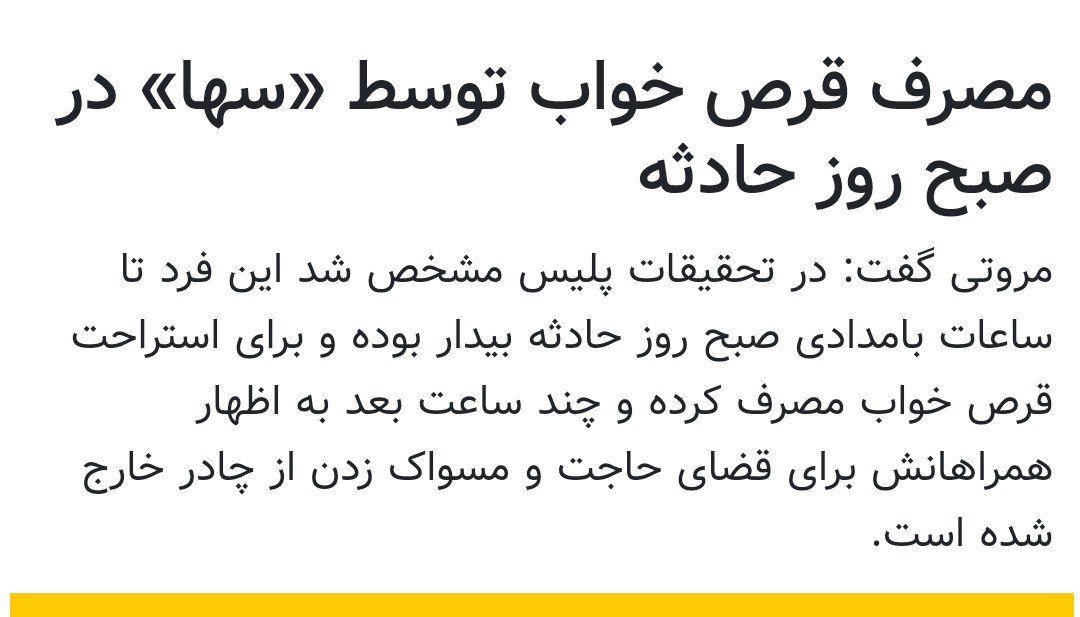 مصرف قرص خواب توسط «سها» در
صبح روز حادثه
مروتی گفت: در تحقیقات پلیس مشخص شد این فرد تا
ساعات بامدادی صبح روز حادثه بیدار بوده و برای استراحت
قرص خواب مصرف کرده و چند ساعت بعد به اظهار
همراهانش برای قضای حاجت و مسواک زدن از چادر خارج
شده است.